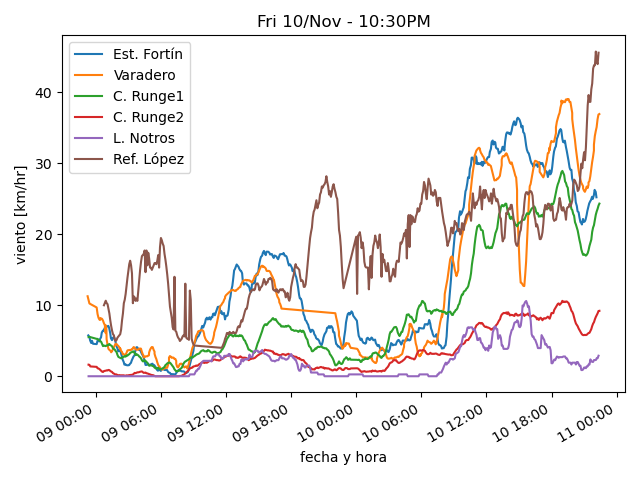 Fri 10/Nov - 10:30PM
Est. Fortín
Varadero
C. Runge1
C. Runge2
L. Notros
Ref. López
viento [km/hr]
40
30
20
10
0
09 00:00
09 06:00
09 12:00
09 18:00
10 00:00
10 06:00
10 12:00
10 18:00
11 00:00
fecha y hora